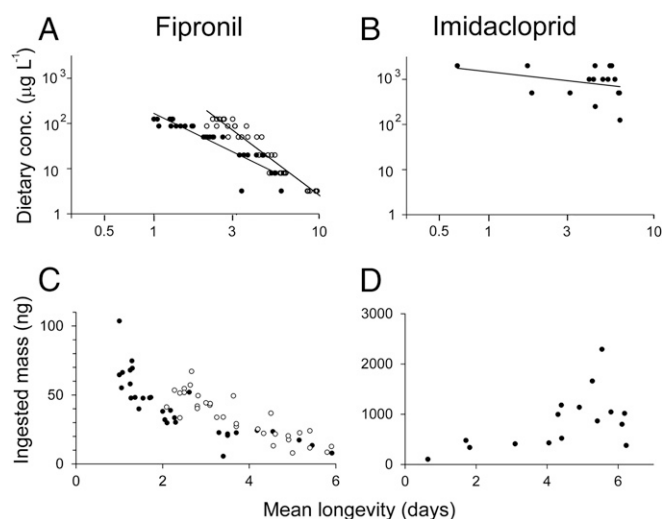 A Fipronil B Imidacloprid
Dietary conc. (µg L⁻¹)
10³ 10³
10² 10²
10 10
1 1
0.5 1 3 10 0.5 1 3 10
C D
Ingested mass (ng)
100 3000
2000
50 1000
0 0
0 2 4 6 0 2 4 6
Mean longevity (days)